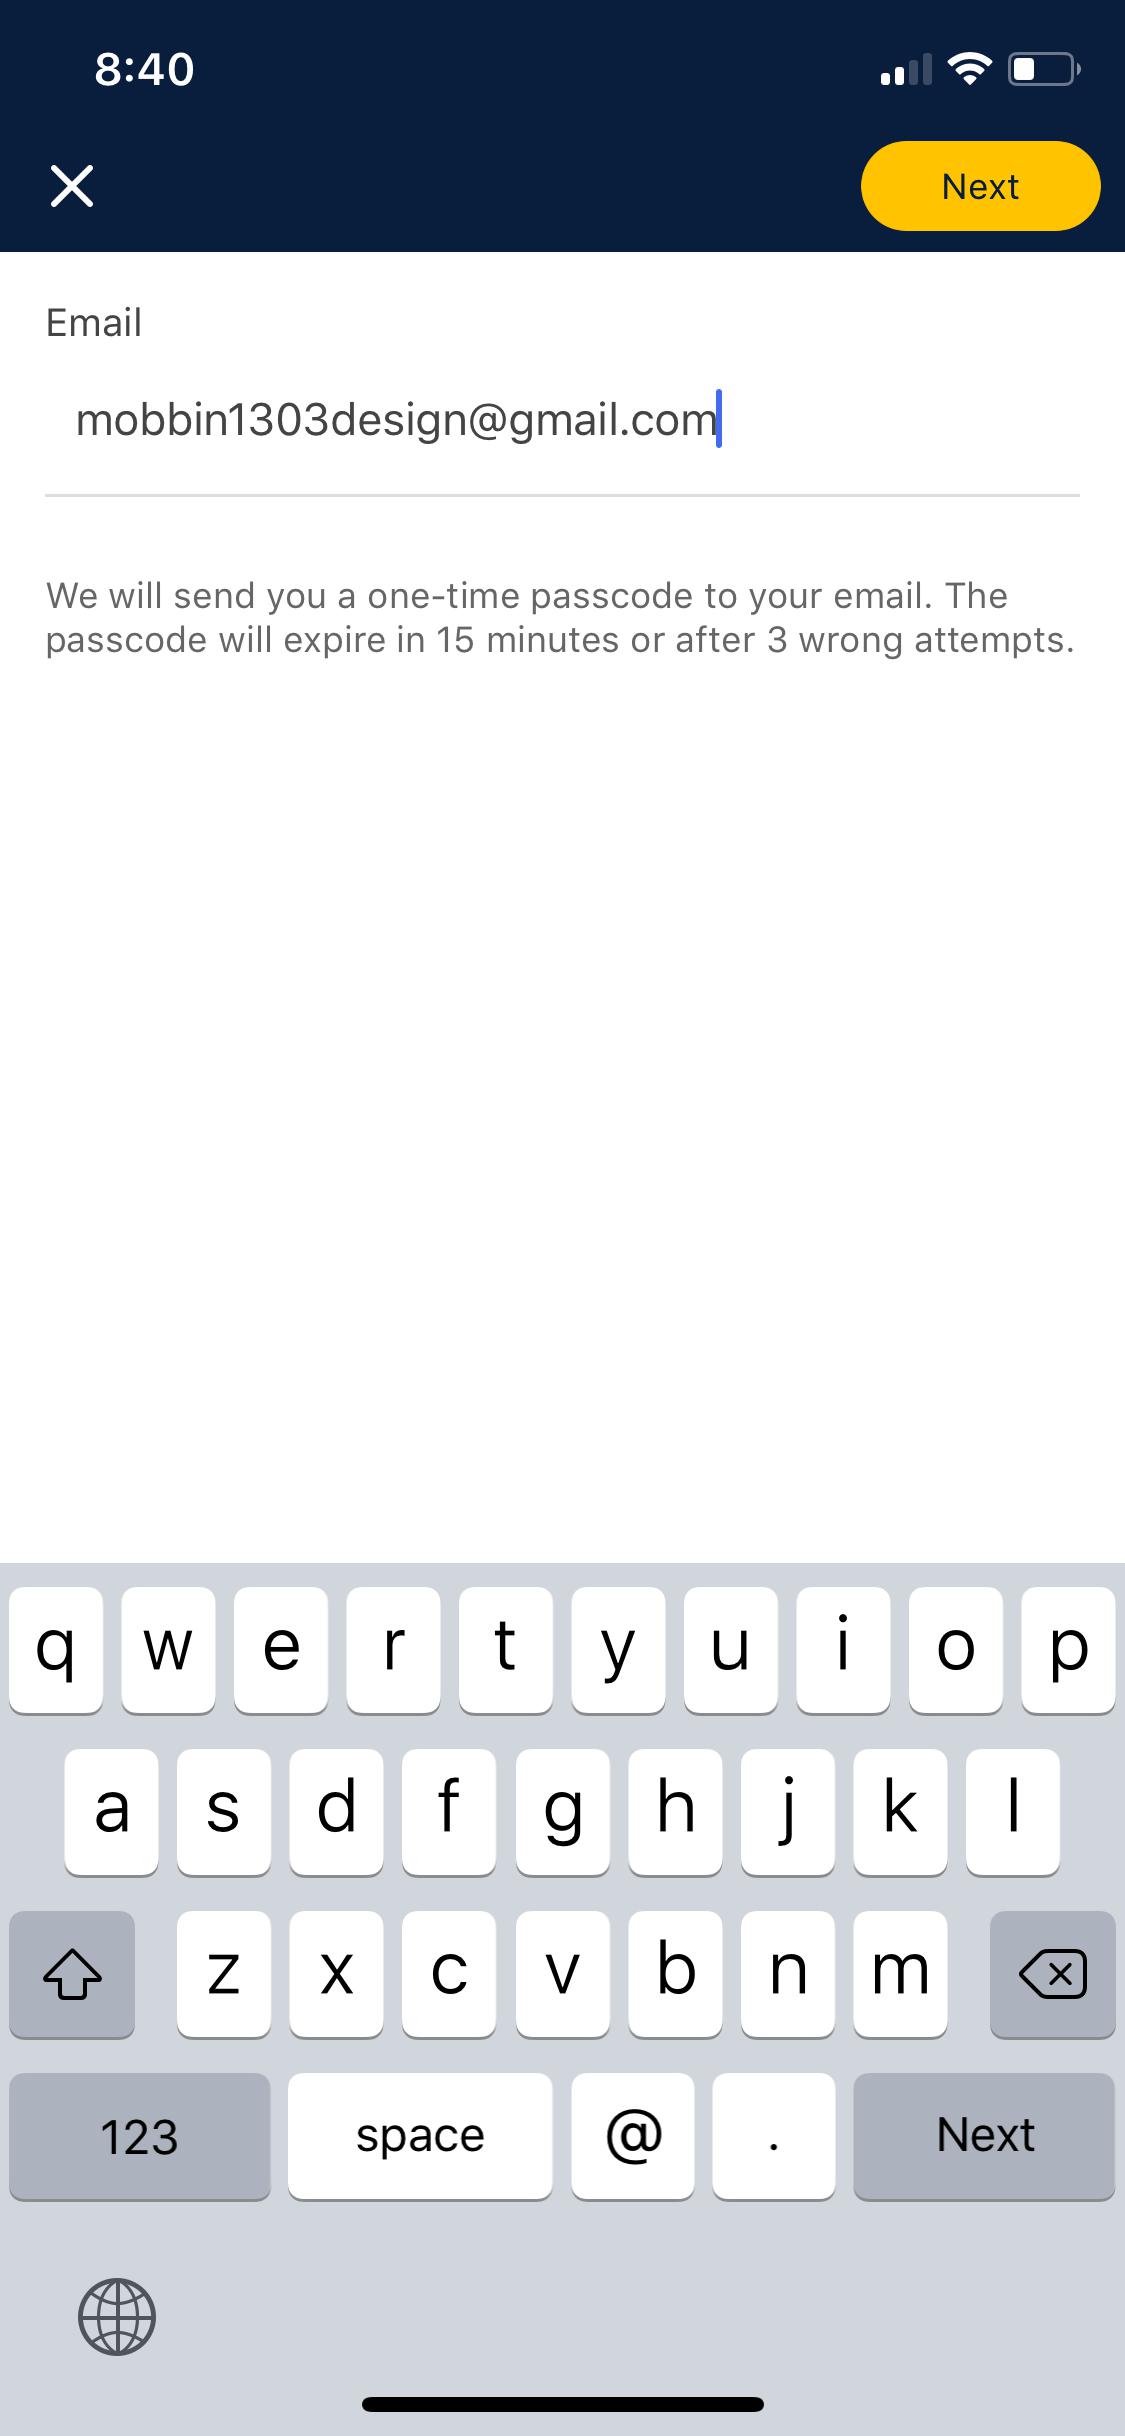 8:40
Next
Email
mobbin1303design@gmail.com
We will send you a one-time passcode to your email. The
passcode will expire in 15 minutes or after 3 wrong attempts.
q w e r t y u i o p
a s d f g h j k l
z x c v b n m
123 space @ . Next